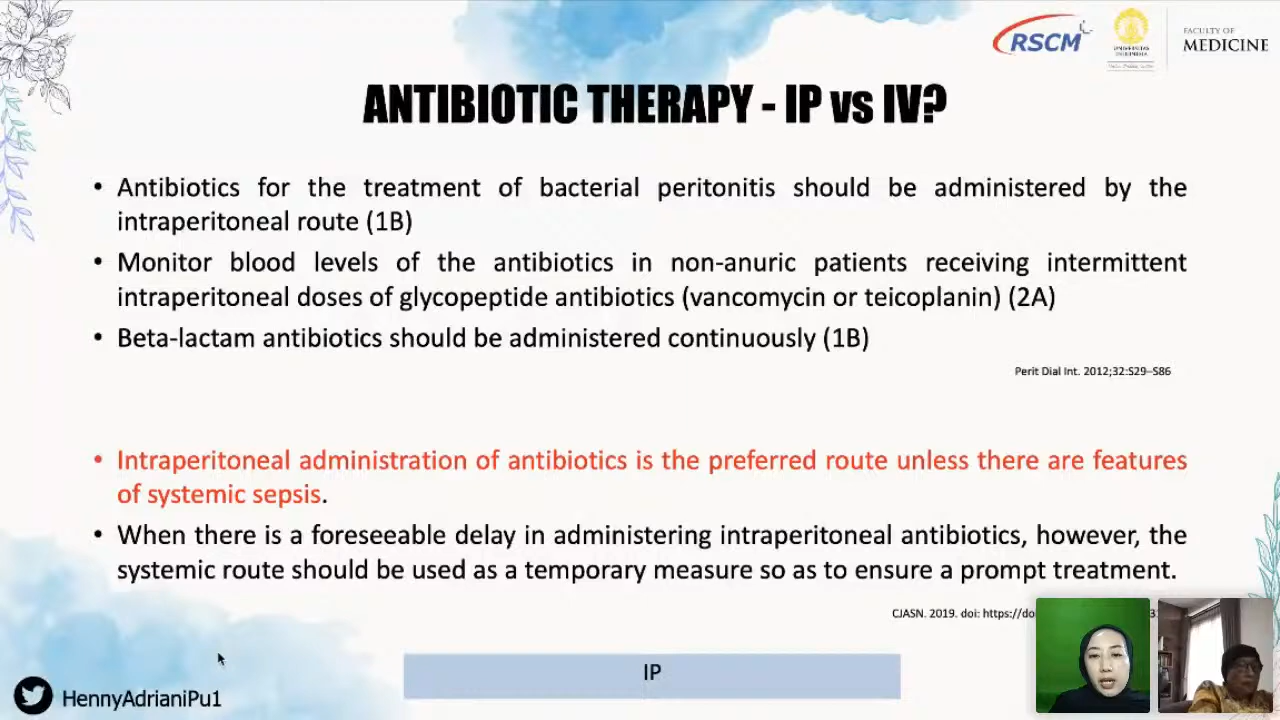 RSCM
UNIVERSITAS
INDONESIA
FACULTY OF
MEDICINE
ANTIBIOTIC THERAPY - IP vs IV?
• Antibiotics for the treatment of bacterial peritonitis should be administered by the
intraperitoneal route (1B)
• Monitor blood levels of the antibiotics in non-anuric patients receiving intermittent
intraperitoneal doses of glycopeptide antibiotics (vancomycin or teicoplanin) (2A)
• Beta-lactam antibiotics should be administered continuously (1B)
Perit Dial Int. 2012;32:S29–S86
• Intraperitoneal administration of antibiotics is the preferred route unless there are features
of systemic sepsis.
• When there is a foreseeable delay in administering intraperitoneal antibiotics, however, the
systemic route should be used as a temporary measure so as to ensure a prompt treatment.
CJASN. 2019. doi: https://do
IP
HennyAdrianiPu1